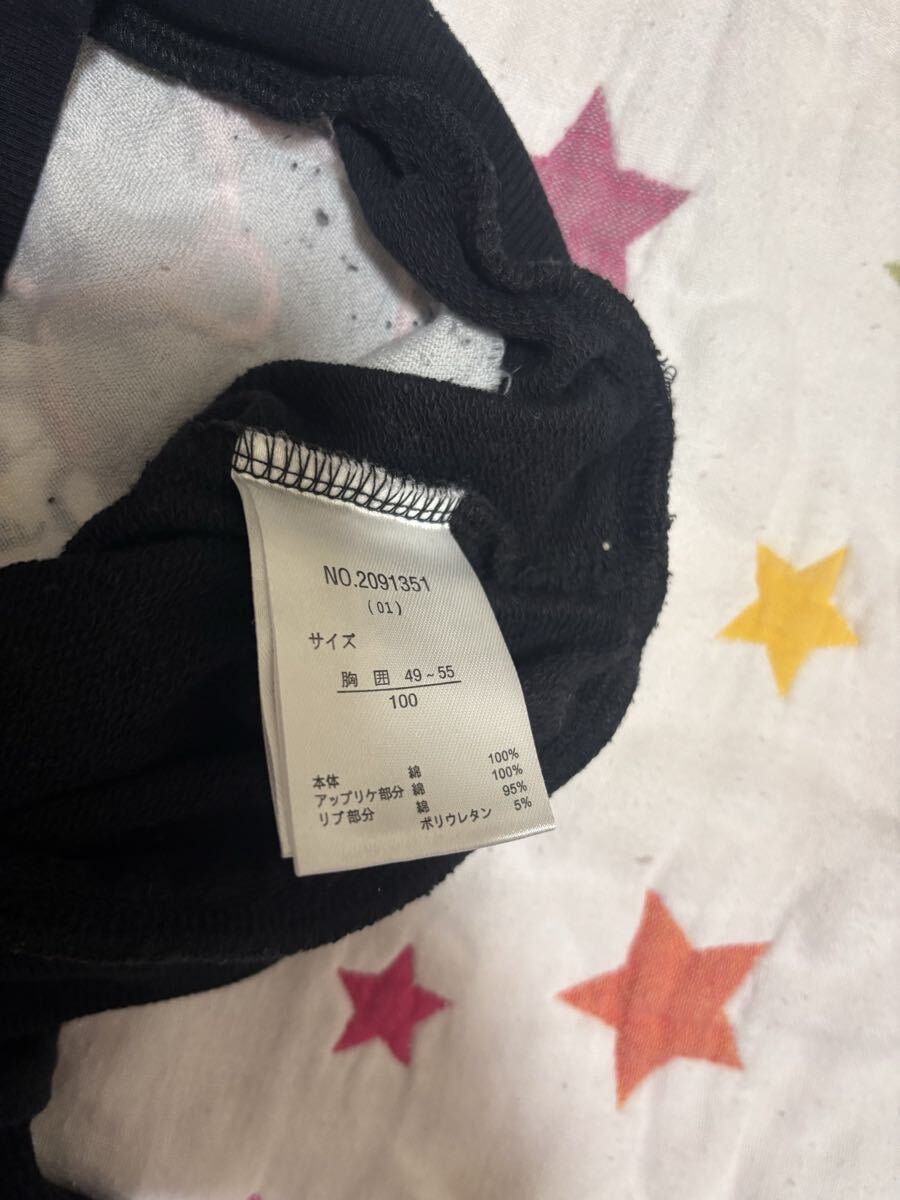 NO.2091351
(01)
サイズ
胸 囲 49~55
100
本体 綿 100%
アップリケ部分 綿 100%
リブ部分 綿 95%
ポリウレタン 5%